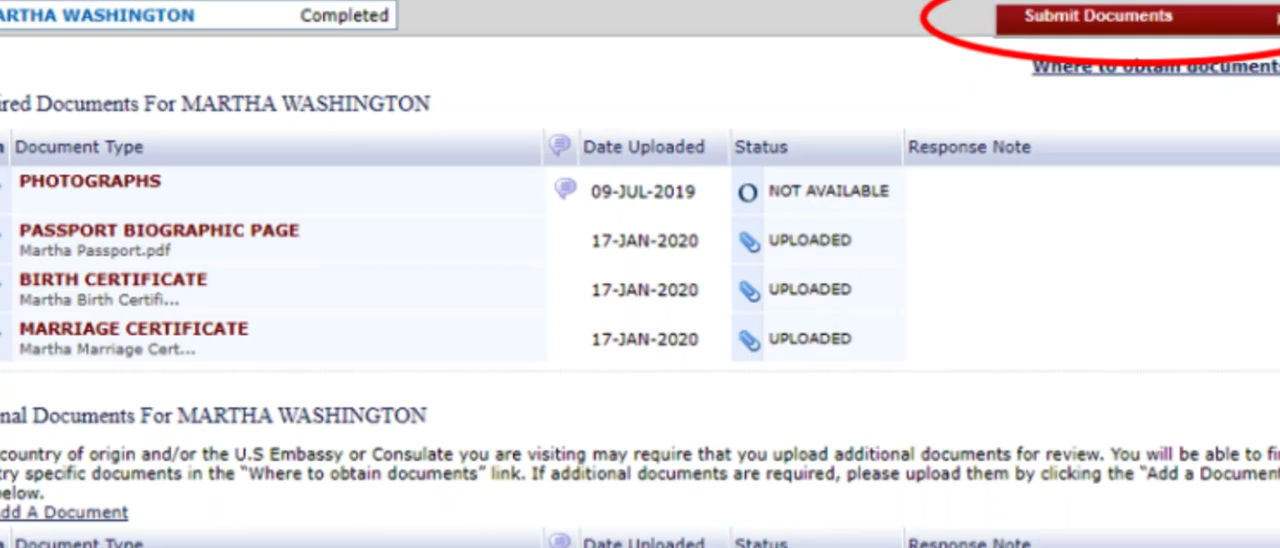 ARTHA WASHINGTON Completed Submit Documents
Where to obtain documents
ired Documents For MARTHA WASHINGTON
n Document Type Date Uploaded Status Response Note
PHOTOGRAPHS 09-JUL-2019 NOT AVAILABLE
PASSPORT BIOGRAPHIC PAGE 17-JAN-2020 UPLOADED
Martha Passport.pdf
BIRTH CERTIFICATE 17-JAN-2020 UPLOADED
Martha Birth Certifi...
MARRIAGE CERTIFICATE 17-JAN-2020 UPLOADED
Martha Marriage Cert...
nal Documents For MARTHA WASHINGTON
country of origin and/or the U.S Embassy or Consulate you are visiting may require that you upload additional documents for review. You will be able to fi
try specific documents in the “Where to obtain documents” link. If additional documents are required, please upload them by clicking the “Add a Document
elow.
dd A Document
n Document Type Date Uploaded Status Response Note